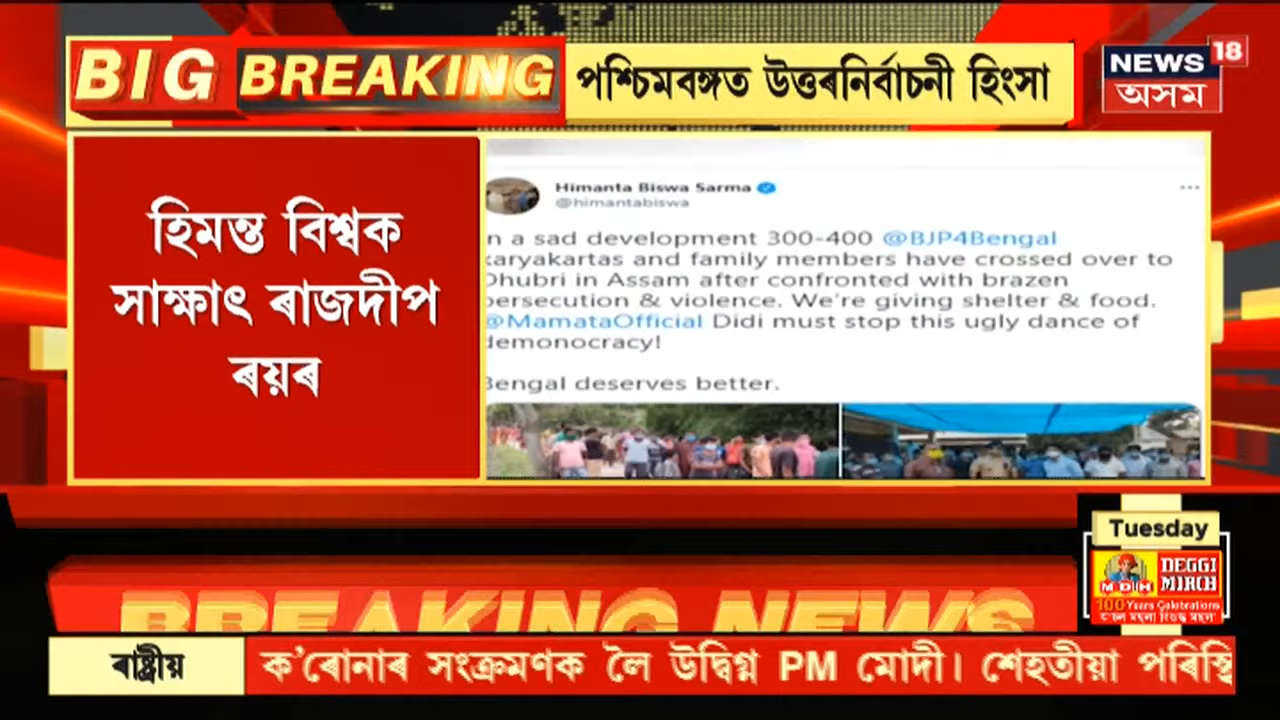 BIG BREAKING
পশ্চিমবঙ্গত উত্তৰনিৰ্বাচনী হিংসা
NEWS 18
অসম
হিমন্ত বিশ্বক
সাক্ষাৎ ৰাজদীপ
ৰয়ৰ
Himanta Biswa Sarma
@himantabiswa
n a sad development 300-400 @BJP4Bengal
karyakartas and family members have crossed over to
Dhubri in Assam after confronted with brazen
persecution & violence. We're giving shelter & food.
@MamataOfficial Didi must stop this ugly dance of
demonocracy!
Bengal deserves better.
Tuesday
MDH
DEGGI
MIRCH
100 Years Celebrations
BREAKING NEWS
ৰাষ্ট্ৰীয়
ক'ৰোনাৰ সংক্ৰমণক লৈ উদ্বিগ্ন PM মোদী। শেহতীয়া পৰিস্থি